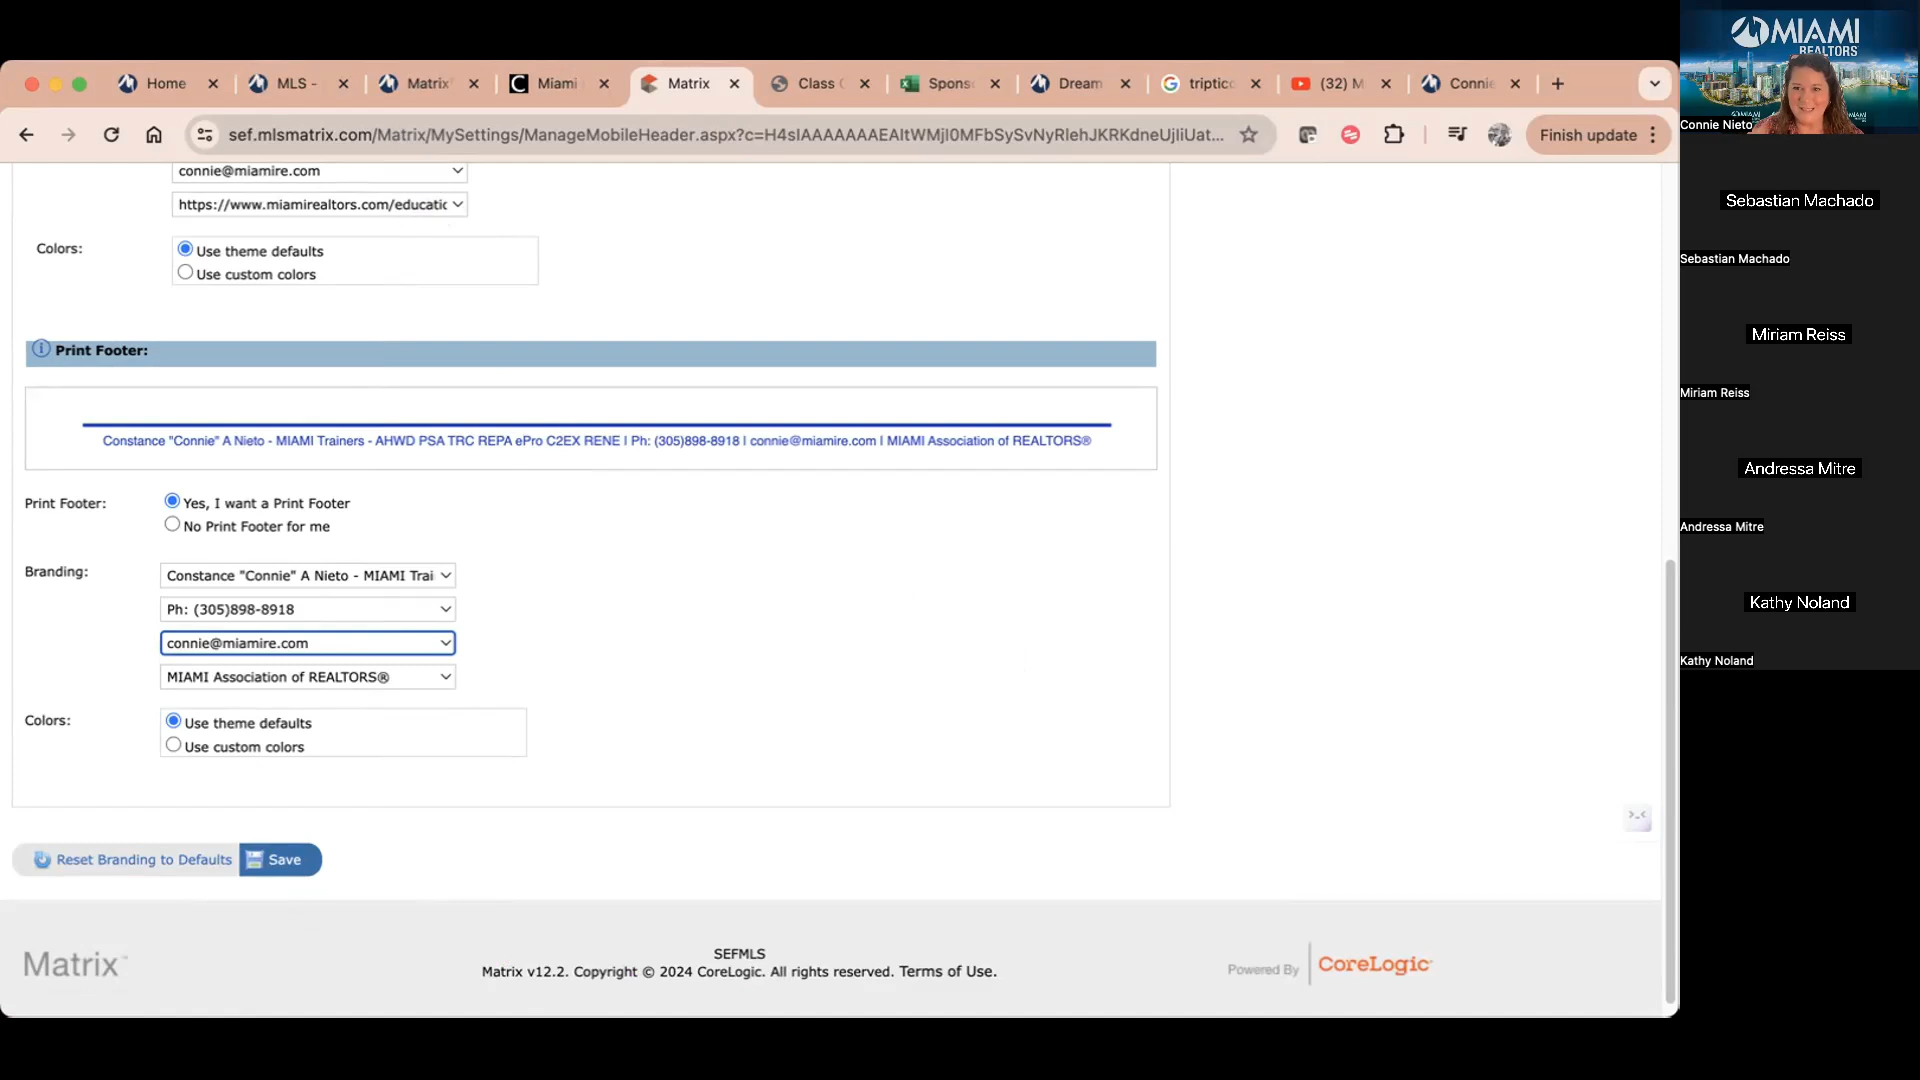 Home
MLS -
Matrix
Miami
Matrix
Class
Spons
Dream
triptic
(32) M
Connie
sef.mlsmatrix.com/Matrix/MySettings/ManageMobileHeader.aspx?c=H4sIAAAAAAAEAItWMjI0MFbSySvNyRlehJKRKdneUjIiUat...
Finish update
connie@miamire.com
https://www.miamirealtors.com/educatic
Colors:
Use theme defaults
Use custom colors
Print Footer:
Constance "Connie" A Nieto - MIAMI Trainers - AHWD PSA TRC REPA ePro C2EX RENE | Ph: (305)898-8918 | connie@miamire.com | MIAMI Association of REALTORS®
Print Footer:
Yes, I want a Print Footer
No Print Footer for me
Branding:
Constance "Connie" A Nieto - MIAMI Trai
Ph: (305)898-8918
connie@miamire.com
MIAMI Association of REALTORS®
Colors:
Use theme defaults
Use custom colors
Reset Branding to Defaults
Save
Matrix
SEFMLS
Matrix v12.2. Copyright © 2024 CoreLogic. All rights reserved. Terms of Use.
Powered By
CoreLogic
MIAMI
REALTORS
Connie Nieto
Sebastian Machado
Sebastian Machado
Miriam Reiss
Miriam Reiss
Andressa Mitre
Andressa Mitre
Kathy Noland
Kathy Noland